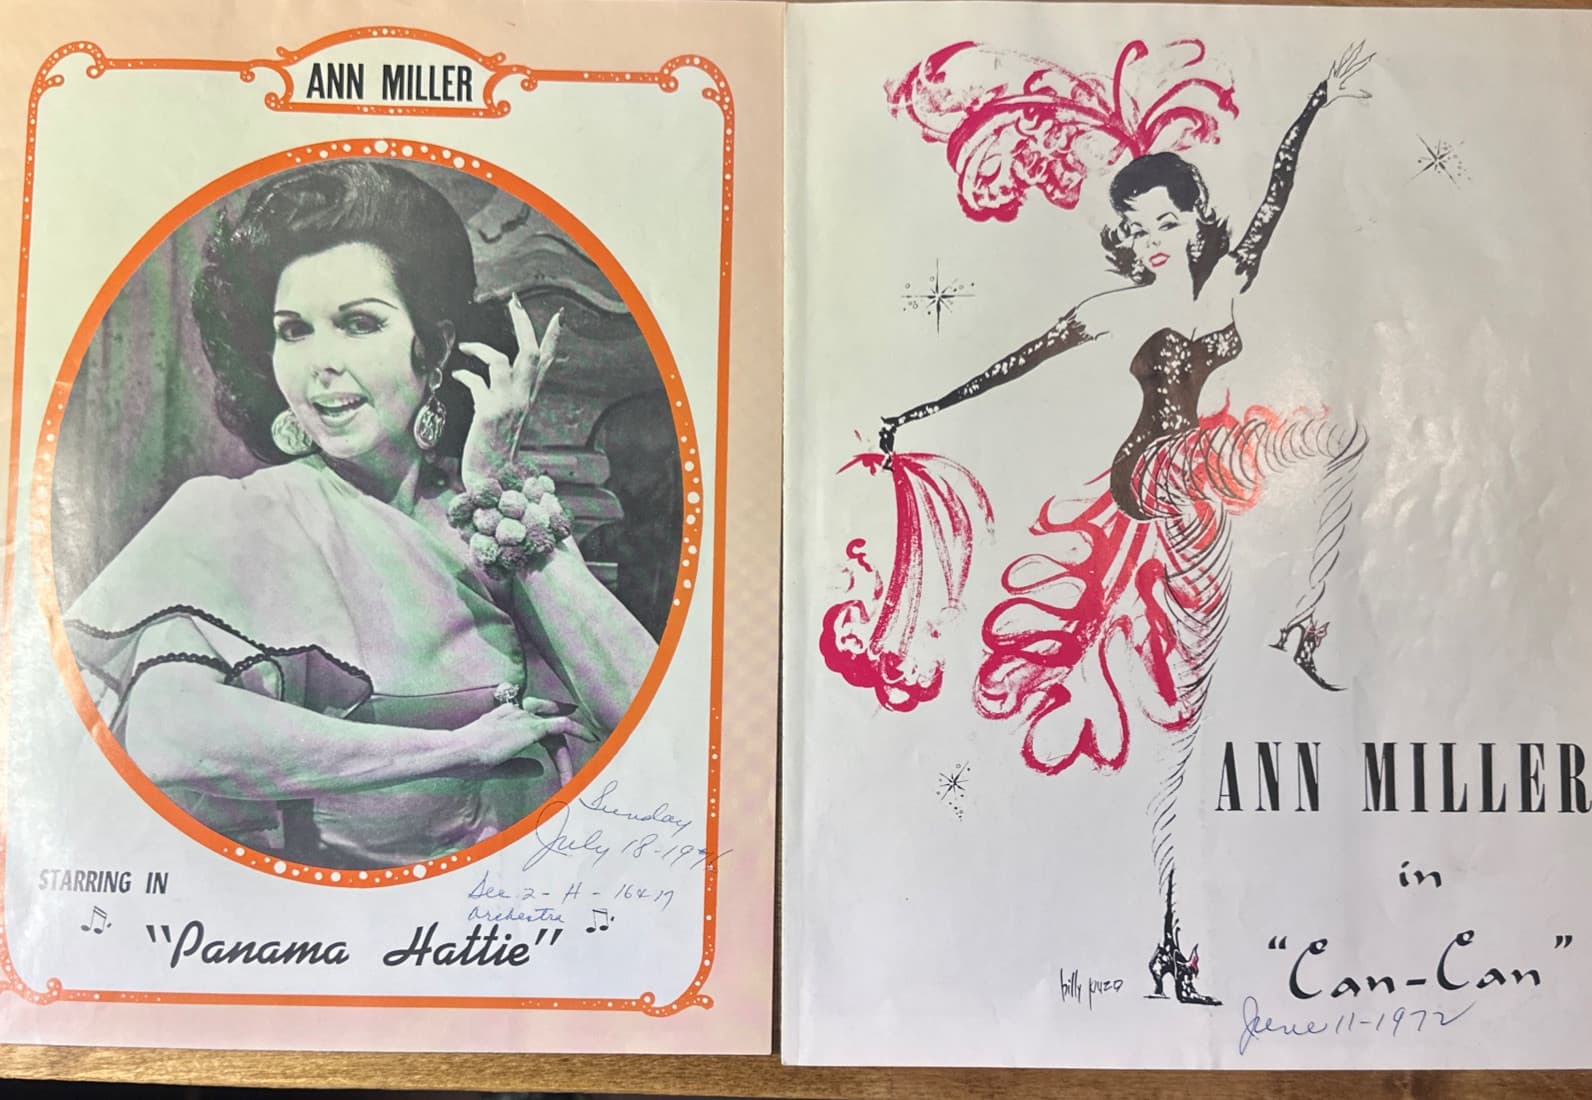 ANN MILLER
Sunday
July 18-1971
STARRING IN
Sec 2 - H - 16&17
Orchestra
"Panama Hattie"
ANN MILLER
in
"Can-Can"
billy puzo
June 11-1972